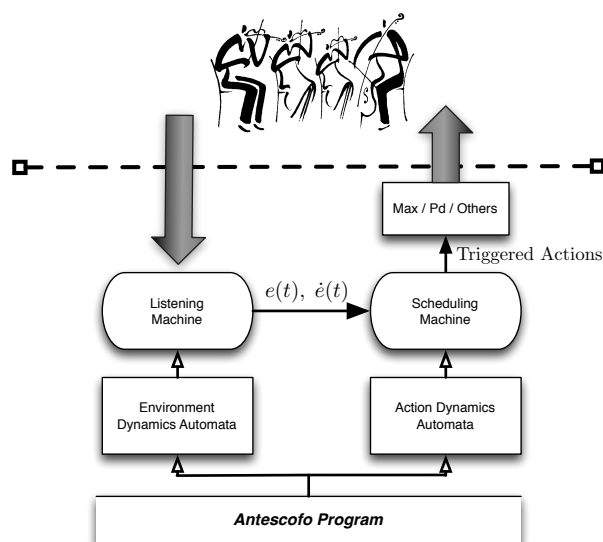 Max / Pd / Others
Triggered Actions
Listening
Machine
e(t), ė(t)
Scheduling
Machine
Environment
Dynamics Automata
Action Dynamics
Automata
Antescofo Program